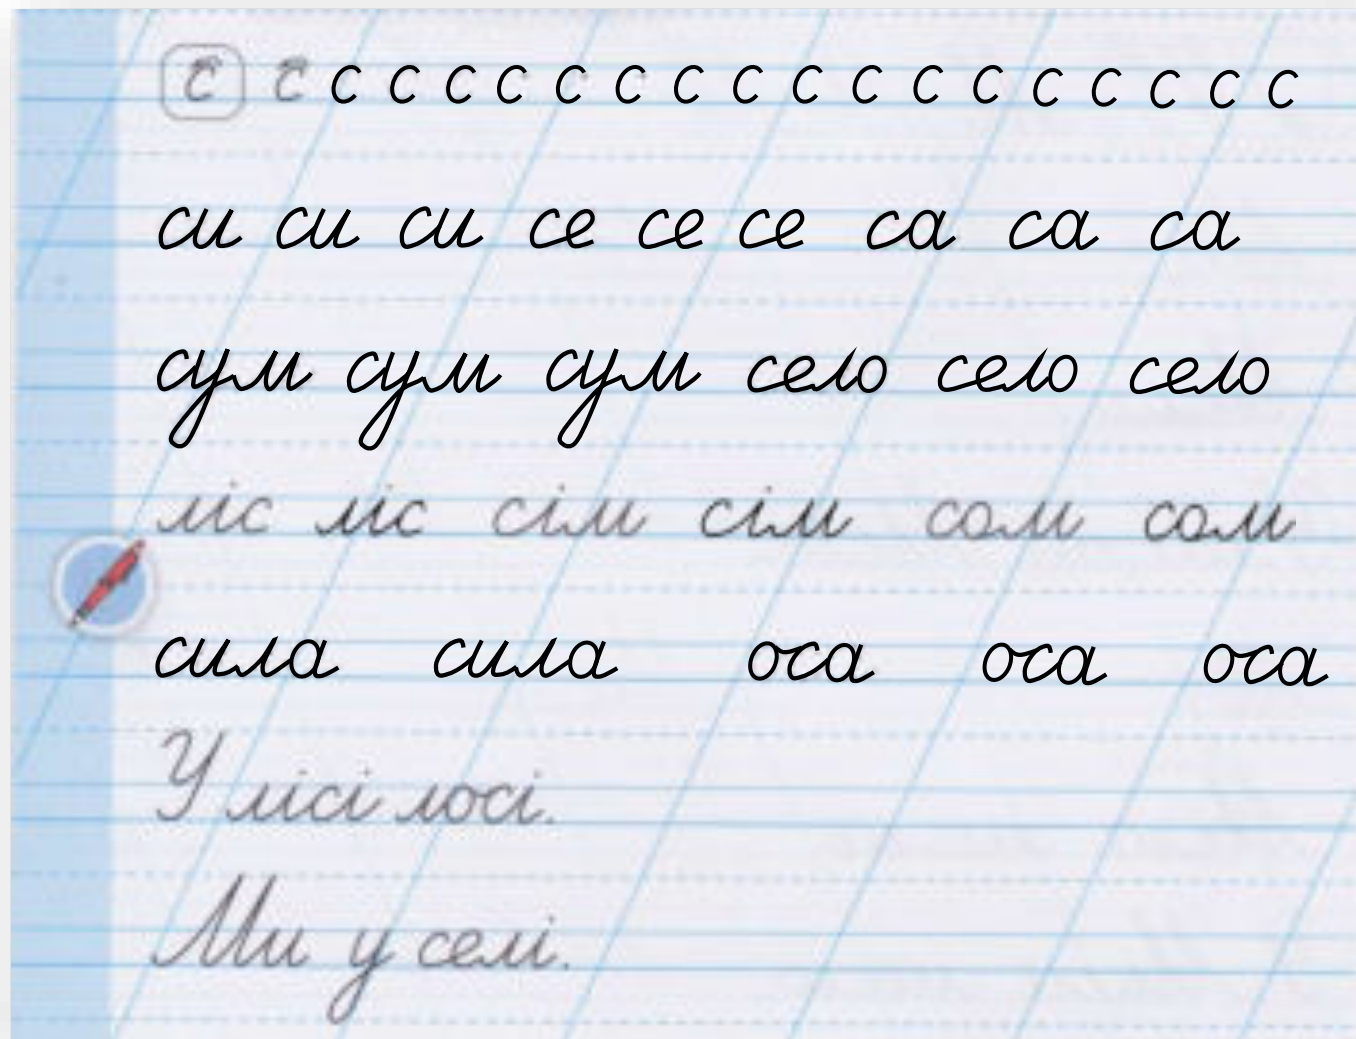 с с с с с с с с с с с с с с с с с с с
си си си се се се са са са
сум сум сум село село село
ліс ліс сім сім сом сом
сила сила оса оса оса
У лісі лосі.
Ми у селі.